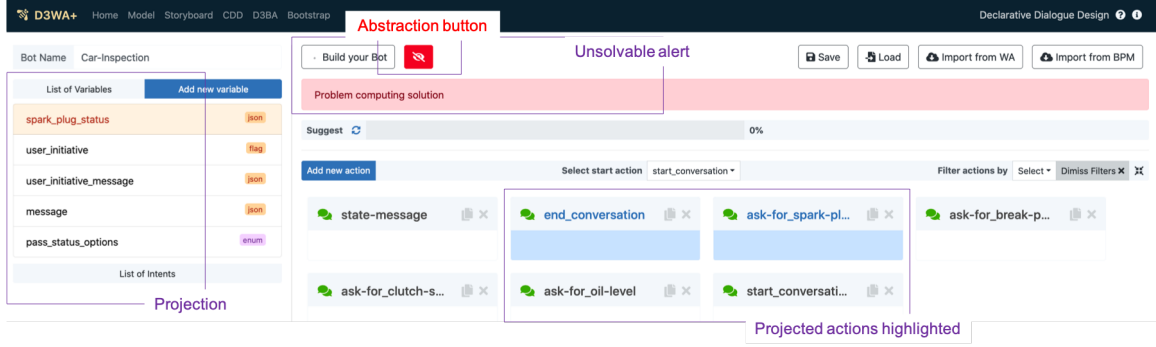 D3WA+ Home Model Storyboard CDD D3BA Bootstrap Declarative Dialogue Design
Abstraction button
Bot Name Car-Inspection Build your Bot Unsolvable alert Save Load Import from WA Import from BPM
List of Variables Add new variable
Problem computing solution
spark_plug_status json
Suggest 0%
user_initiative flag
Add new action Select start action start_conversation Filter actions by Select Dimiss Filters
user_initiative_message json
message json
state-message end_conversation ask-for_spark-pl... ask-for_break-p...
pass_status_options enum
List of Intents
ask-for_clutch-s... ask-for_oil-level start_conversati...
Projection
Projected actions highlighted